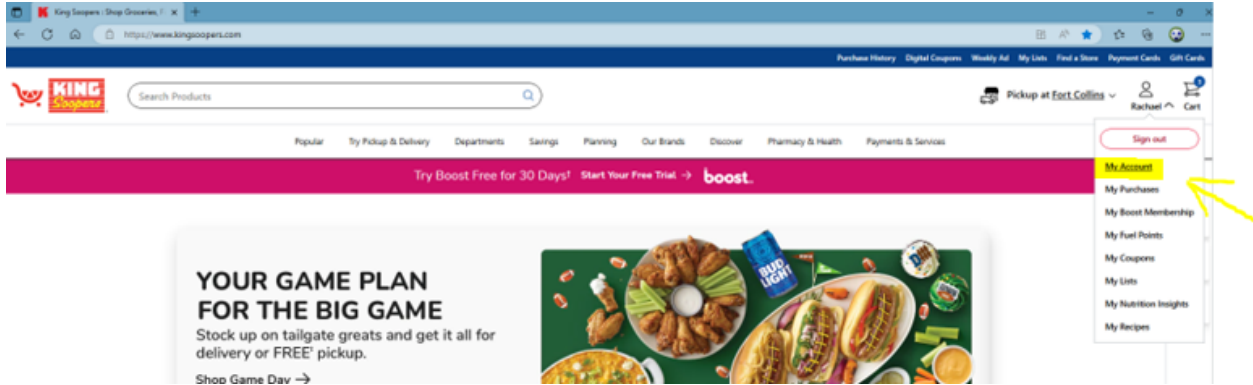 King Soopers : Shop Groceries, F
https://www.kingsoopers.com
Purchase History Digital Coupons Weekly Ad My Lists Find a Store Payment Cards Gift Cards
KING
Soopers
Search Products
Pickup at Fort Collins
Rachael
Cart
Popular Try Pickup & Delivery Departments Savings Planning Our Brands Discover Pharmacy & Health Payments & Services
Sign out
My Account
My Purchases
My Boost Membership
My Fuel Points
My Coupons
My Lists
My Nutrition Insights
My Recipes
Try Boost Free for 30 Days† Start Your Free Trial → boost.
YOUR GAME PLAN
FOR THE BIG GAME
Stock up on tailgate greats and get it all for
delivery or FREE† pickup.
Shop Game Day →
BUD
LIGHT